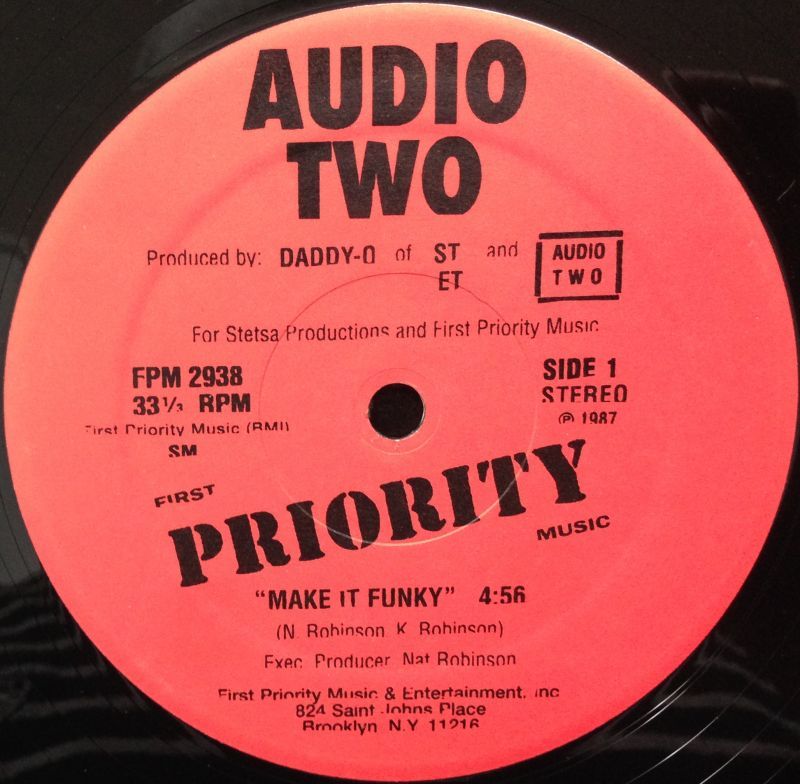 AUDIO
TWO
Produced by: DADDY-O of ST ET and AUDIO TWO
For Stetsa Productions and First Priority Music
FPM 2938
33 1/3 RPM
First Priority Music (BMI)
SM
SIDE 1
STEREO
℗ 1987
FIRST
PRIORITY
MUSIC
"MAKE IT FUNKY" 4:56
(N. Robinson, K. Robinson)
Exec. Producer Nat Robinson
First Priority Music & Entertainment, Inc
824 Saint Johns Place
Brooklyn, N.Y. 11216